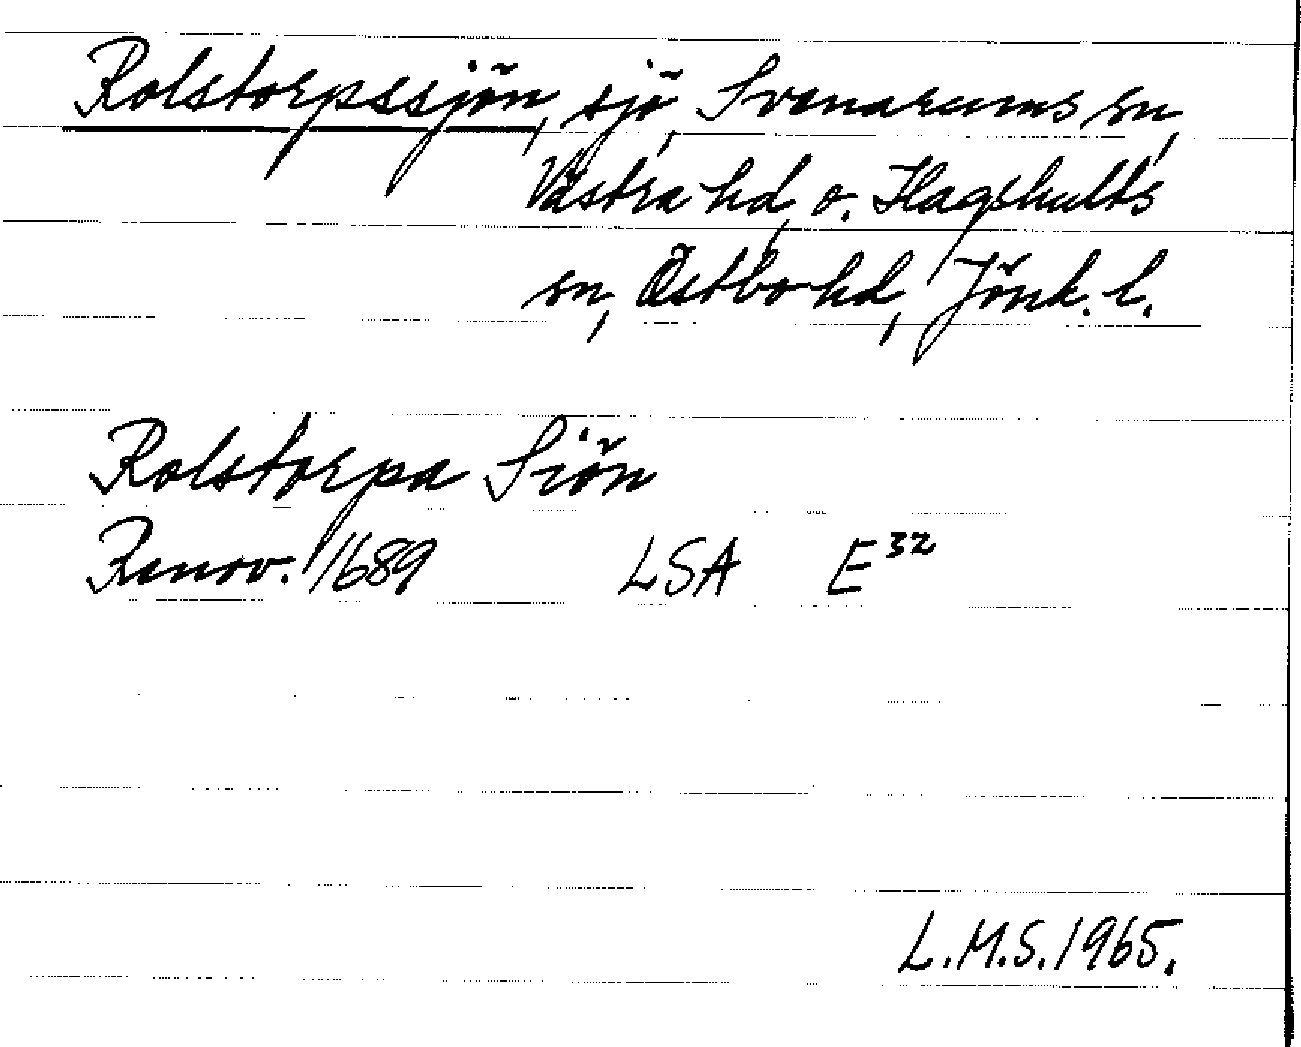 Rolstorpssjön, sjö, Svenarums sn,
Västra hd, o. Hagshults
sn, Östbo hd, Jönk. l.
Rolstorpa Siön
Renov. 1689 LSA E³²
L.M.S. 1965.